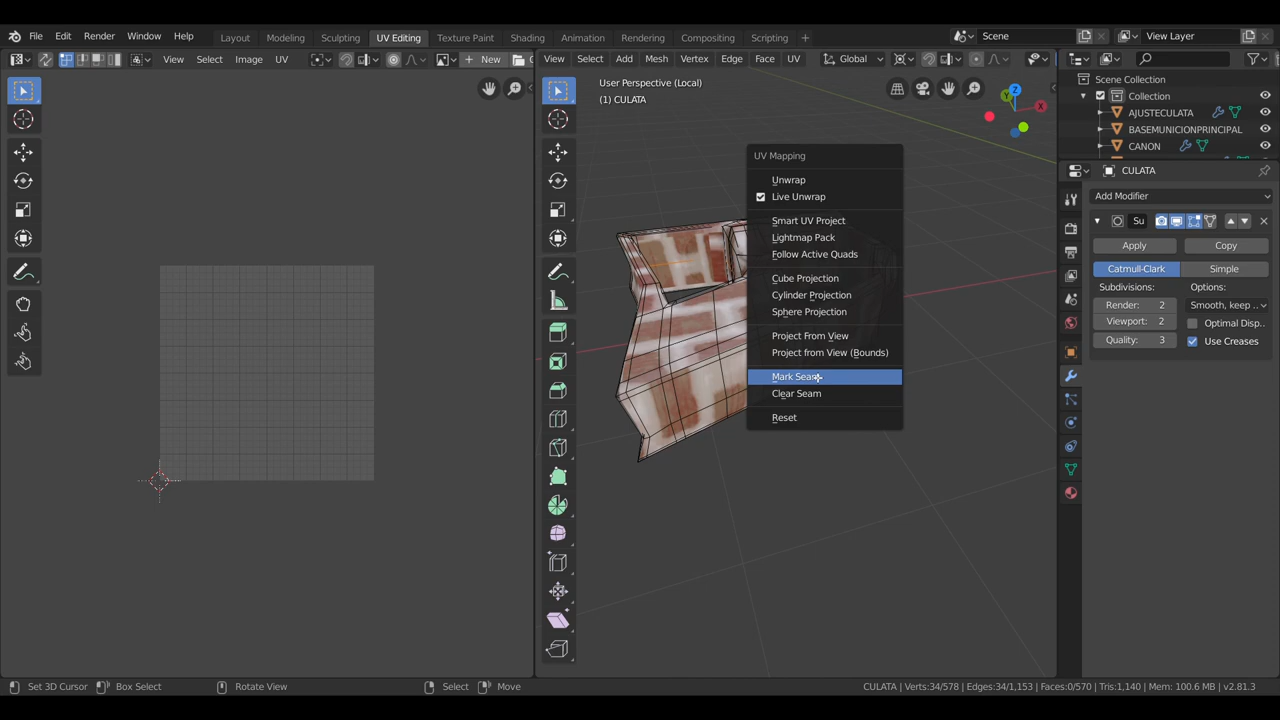 File Edit Render Window Help Layout Modeling Sculpting UV Editing Texture Paint Shading Animation Rendering Compositing Scripting + Scene View Layer
View Select Image UV New View Select Add Mesh Vertex Edge Face UV Global
User Perspective (Local)
(1) CULATA
Scene Collection
Collection
AJUSTECULATA
BASEMUNICIONPRINCIPAL
CANON
CULATA
Add Modifier
Su
Apply Copy
Catmull-Clark Simple
Subdivisions: Options:
Render: 2 Smooth, keep ..
Viewport: 2 Optimal Disp..
Quality: 3 Use Creases
UV Mapping
Unwrap
Live Unwrap
Smart UV Project
Lightmap Pack
Follow Active Quads
Cube Projection
Cylinder Projection
Sphere Projection
Project From View
Project from View (Bounds)
Mark Seam
Clear Seam
Reset
Z
Y
X
Set 3D Cursor Box Select Rotate View Select Move CULATA | Verts:34/578 | Edges:34/1,153 | Faces:0/570 | Tris:1,140 | Mem: 100.6 MB | v2.81.3